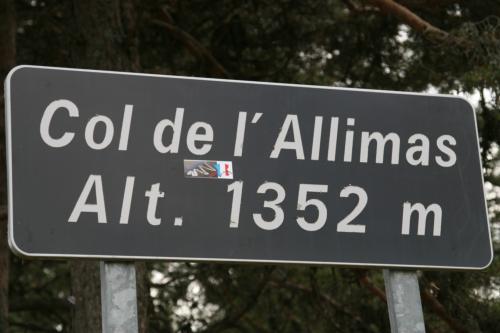 Col de l'Allimas
Alt. 1352 m